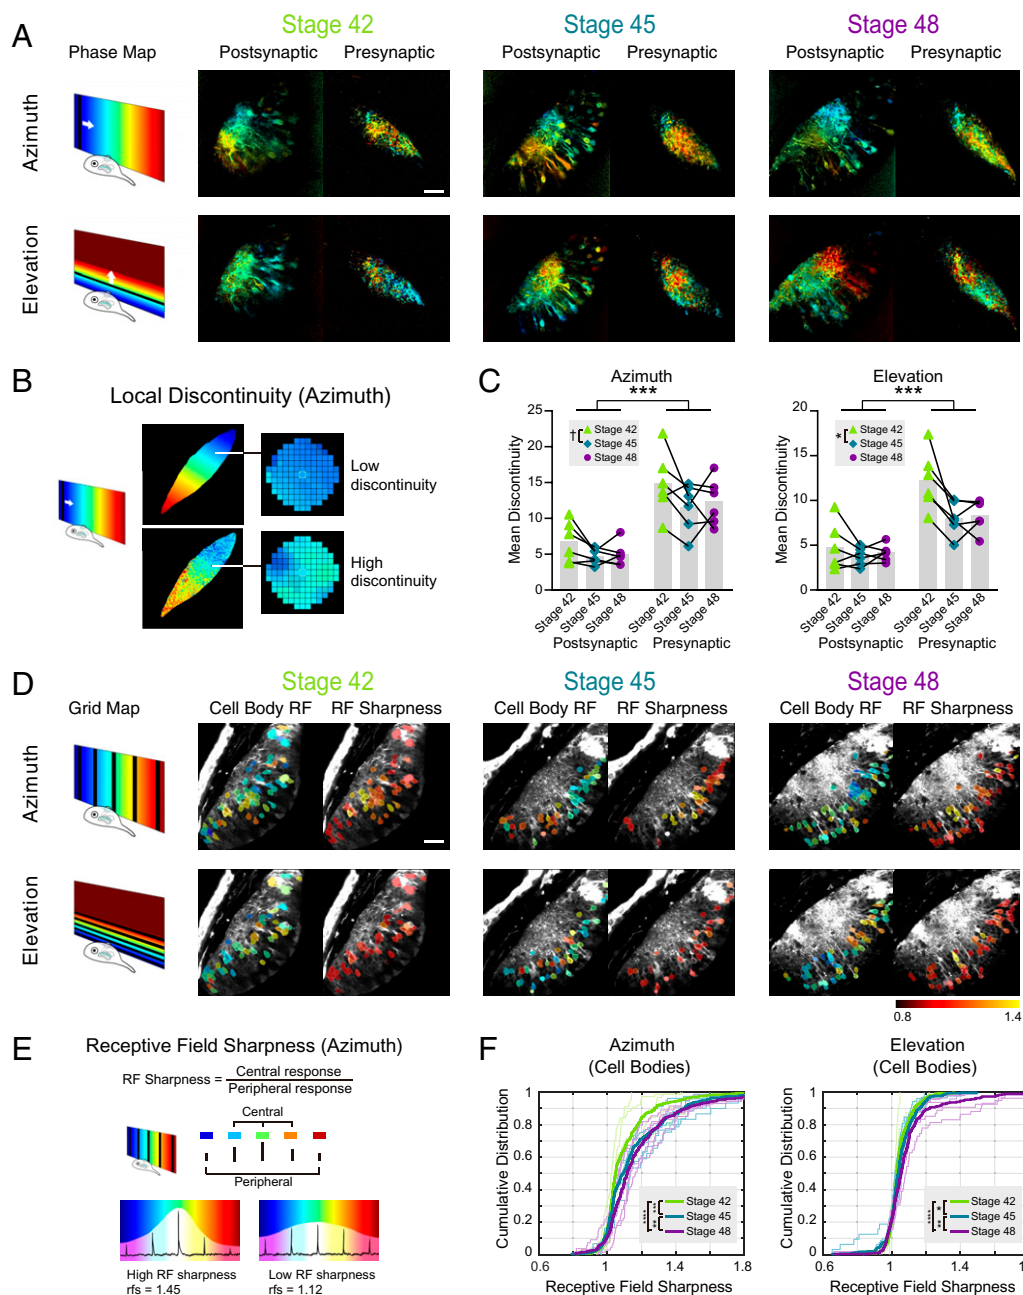 A
Stage 42
Stage 45
Stage 48
Phase Map
Postsynaptic
Presynaptic
Postsynaptic
Presynaptic
Postsynaptic
Presynaptic
Azimuth
Elevation
B
Local Discontinuity (Azimuth)
Low
discontinuity
High
discontinuity
C
Azimuth
***
25
20
15
10
5
0
Mean Discontinuity
†
Stage 42
Stage 45
Stage 48
Stage 42
Stage 45
Stage 48
Stage 42
Stage 45
Stage 48
Postsynaptic
Presynaptic
Elevation
***
20
15
10
5
0
Mean Discontinuity
*
Stage 42
Stage 45
Stage 48
Stage 42
Stage 45
Stage 48
Stage 42
Stage 45
Stage 48
Postsynaptic
Presynaptic
D
Stage 42
Stage 45
Stage 48
Grid Map
Cell Body RF
RF Sharpness
Cell Body RF
RF Sharpness
Cell Body RF
RF Sharpness
Azimuth
Elevation
0.8
1.4
E
Receptive Field Sharpness (Azimuth)
RF Sharpness =
Central response
Peripheral response
Central
Peripheral
High RF sharpness
rfs = 1.45
Low RF sharpness
rfs = 1.12
F
Azimuth
(Cell Bodies)
Cumulative Distribution
1
0.8
0.6
0.4
0.2
0
Stage 42
Stage 45
Stage 48
0.6
1
1.4
1.8
Receptive Field Sharpness
Elevation
(Cell Bodies)
Cumulative Distribution
1
0.8
0.6
0.4
0.2
0
Stage 42
Stage 45
Stage 48
0.6
1
1.4
Receptive Field Sharpness